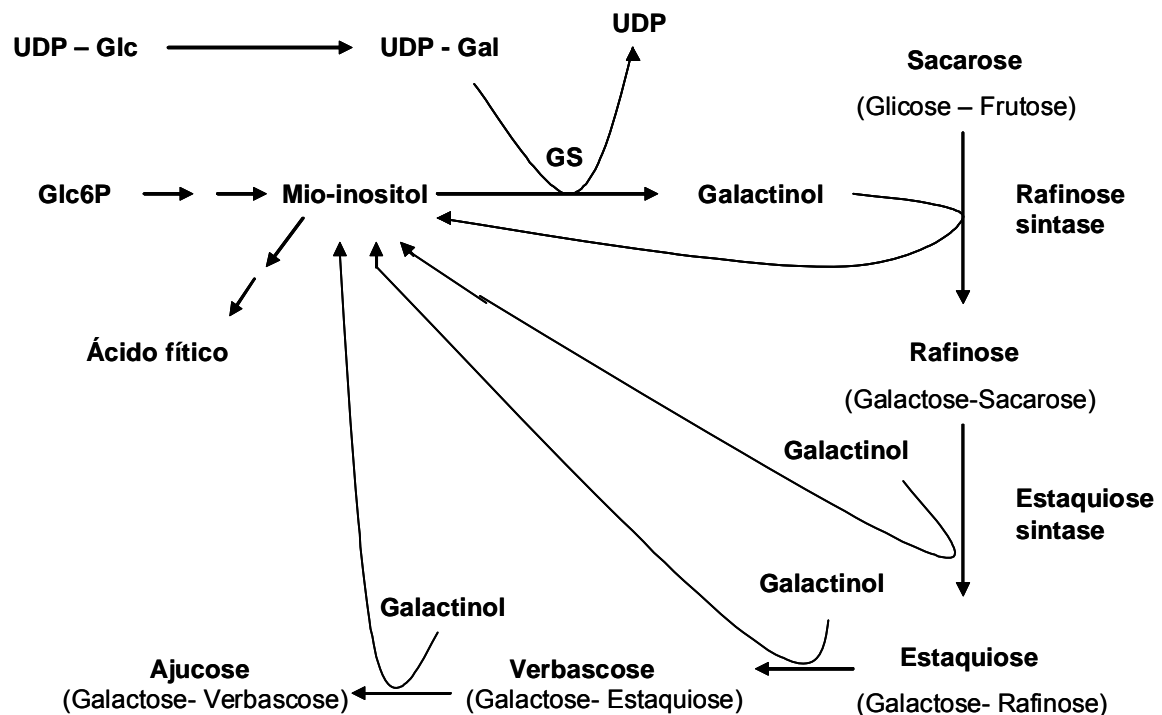 UDP
UDP – Glc
UDP - Gal
Sacarose
(Glicose – Frutose)
GS
Glc6P
Mio-inositol
Galactinol
Rafinose
sintase
Ácido fítico
Rafinose
(Galactose-Sacarose)
Galactinol
Estaquiose
sintase
Galactinol
Galactinol
Ajucose
(Galactose- Verbascose)
Verbascose
(Galactose- Estaquiose)
Estaquiose
(Galactose- Rafinose)